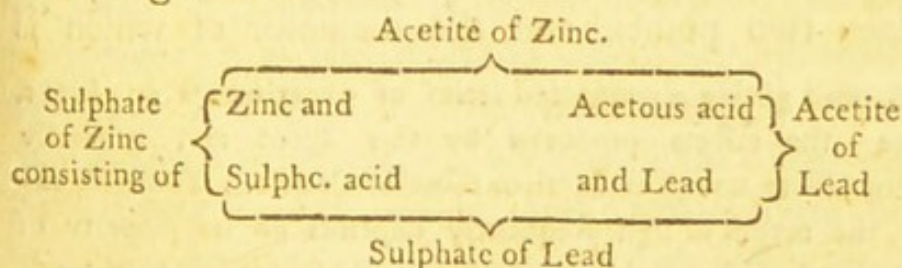 Acetite of Zinc.
Sulphate Zinc and Acetous acid Acetite
of Zinc of
consisting of Sulphc. acid and Lead Lead
Sulphate of Lead